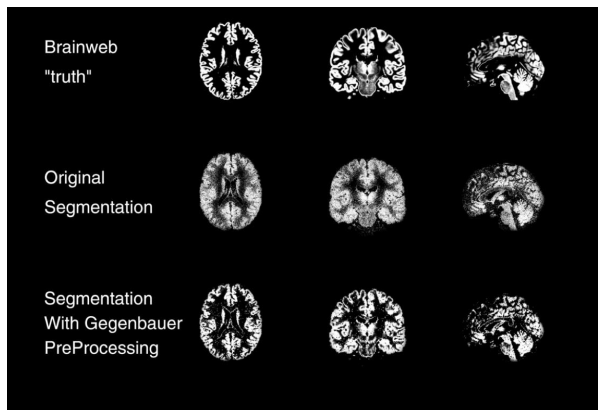 Brainweb
"truth"
Original
Segmentation
Segmentation
With Gegenbauer
PreProcessing